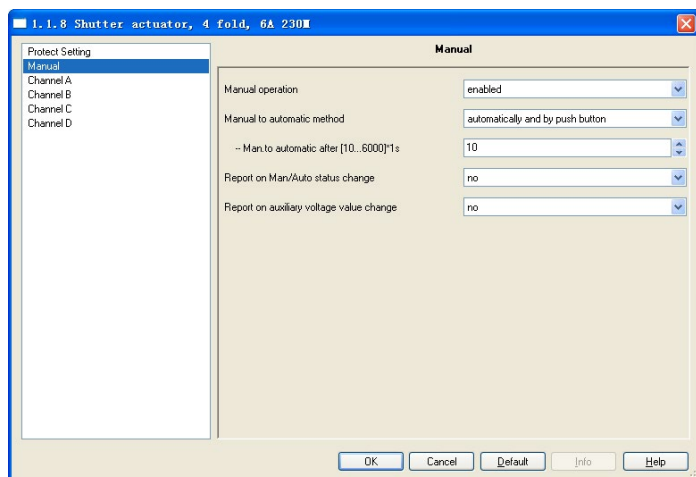 1.1.8 Shutter actuator, 4 fold, 6A 230M
Protect Setting
Manual
Channel A
Channel B
Channel C
Channel D
Manual
Manual operation enabled
Manual to automatic method automatically and by push button
-- Man.to automatic after [10...6000]*1s 10
Report on Man/Auto status change no
Report on auxiliary voltage value change no
OK Cancel Default Info Help